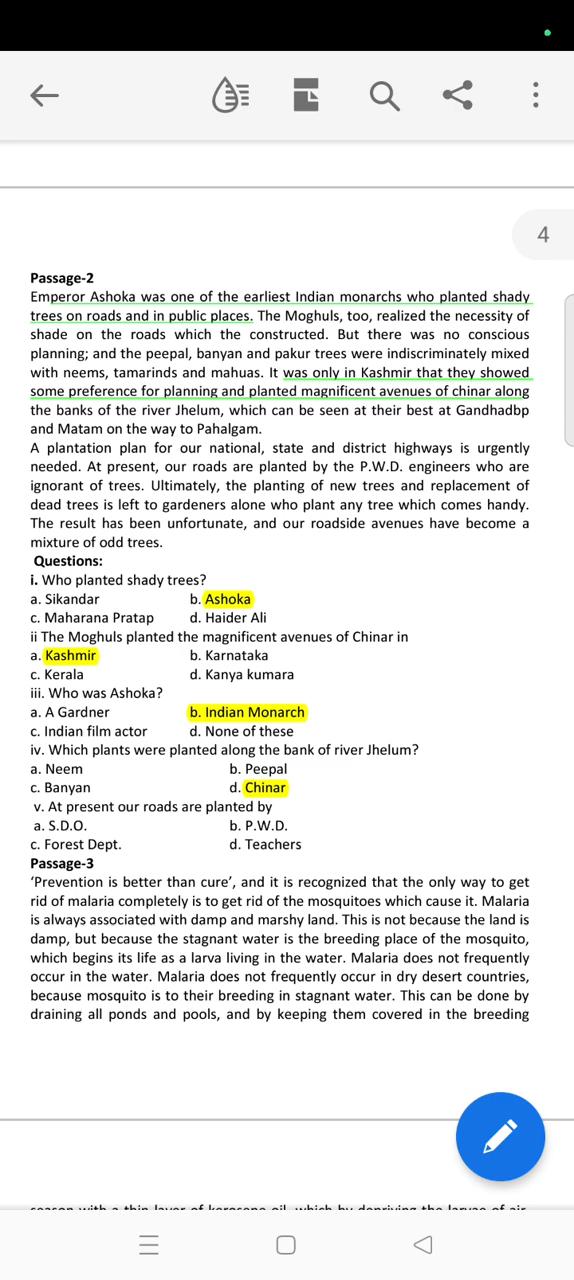 4
Passage-2
Emperor Ashoka was one of the earliest Indian monarchs who planted shady
trees on roads and in public places. The Moghuls, too, realized the necessity of
shade on the roads which the constructed. But there was no conscious
planning; and the peepal, banyan and pakur trees were indiscriminately mixed
with neems, tamarinds and mahuas. It was only in Kashmir that they showed
some preference for planning and planted magnificent avenues of chinar along
the banks of the river Jhelum, which can be seen at their best at Gandhadbp
and Matam on the way to Pahalgam.
A plantation plan for our national, state and district highways is urgently
needed. At present, our roads are planted by the P.W.D. engineers who are
ignorant of trees. Ultimately, the planting of new trees and replacement of
dead trees is left to gardeners alone who plant any tree which comes handy.
The result has been unfortunate, and our roadside avenues have become a
mixture of odd trees.
Questions:
i. Who planted shady trees?
a. Sikandar b. Ashoka
c. Maharana Pratap d. Haider Ali
ii The Moghuls planted the magnificent avenues of Chinar in
a. Kashmir b. Karnataka
c. Kerala d. Kanya kumara
iii. Who was Ashoka?
a. A Gardner b. Indian Monarch
c. Indian film actor d. None of these
iv. Which plants were planted along the bank of river Jhelum?
a. Neem b. Peepal
c. Banyan d. Chinar
v. At present our roads are planted by
a. S.D.O. b. P.W.D.
c. Forest Dept. d. Teachers
Passage-3
‘Prevention is better than cure’, and it is recognized that the only way to get
rid of malaria completely is to get rid of the mosquitoes which cause it. Malaria
is always associated with damp and marshy land. This is not because the land is
damp, but because the stagnant water is the breeding place of the mosquito,
which begins its life as a larva living in the water. Malaria does not frequently
occur in the water. Malaria does not frequently occur in dry desert countries,
because mosquito is to their breeding in stagnant water. This can be done by
draining all ponds and pools, and by keeping them covered in the breeding
season with a thin layer of kerosene oil, which by depriving the larvae of air